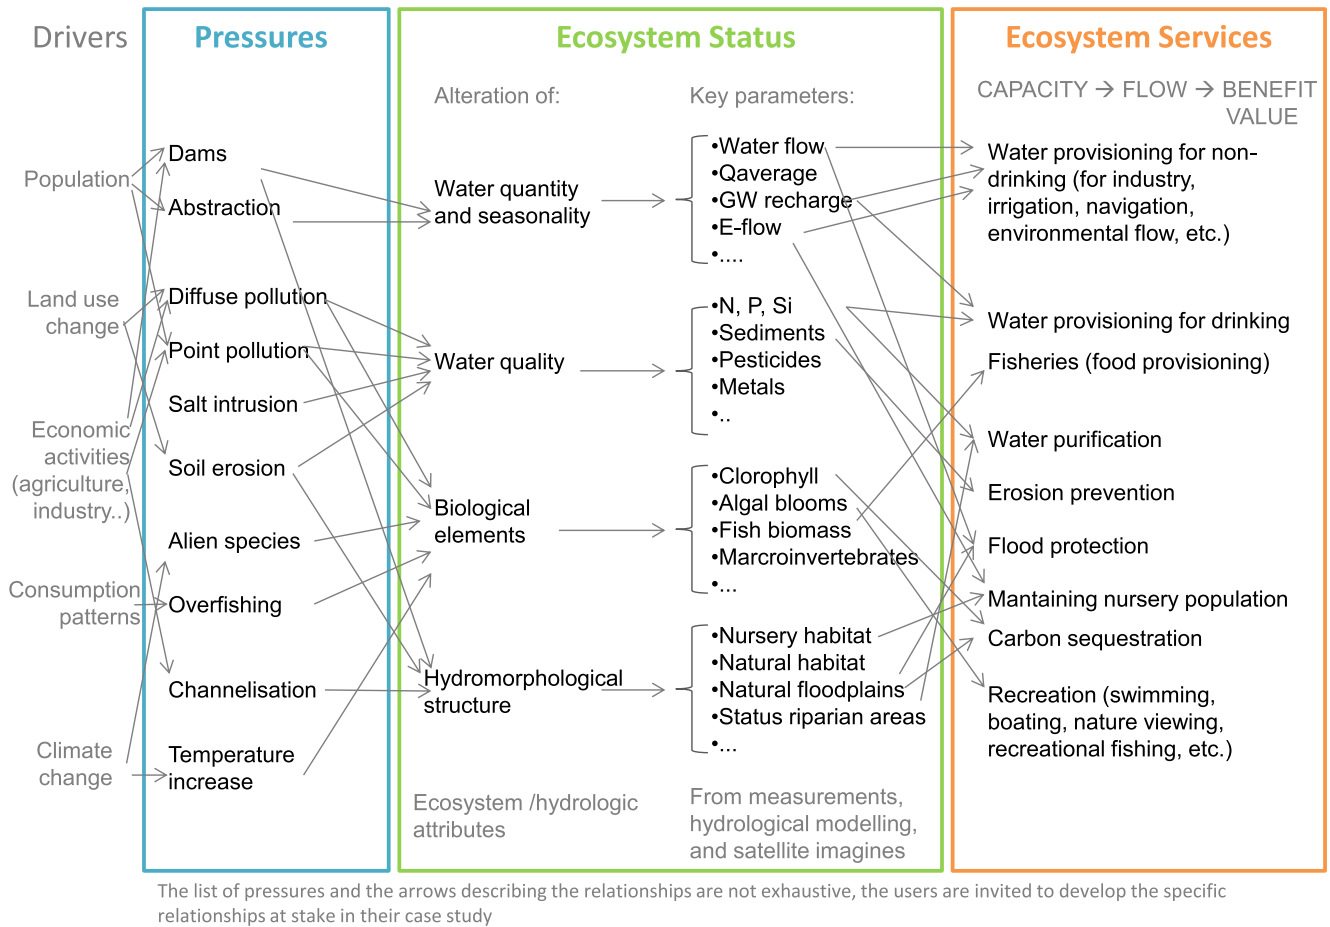 Drivers
Pressures
Ecosystem Status
Ecosystem Services
Alteration of:
Key parameters:
CAPACITY → FLOW → BENEFIT
VALUE
Population
Land use
change
Economic
activities
(agriculture,
industry..)
Consumption
patterns
Climate
change
Dams
Abstraction
Diffuse pollution
Point pollution
Salt intrusion
Soil erosion
Alien species
Overfishing
Channelisation
Temperature
increase
Water quantity
and seasonality
Water quality
Biological
elements
Hydromorphological
structure
Ecosystem /hydrologic
attributes
•Water flow
•Qaverage
•GW recharge
•E-flow
•....
•N, P, Si
•Sediments
•Pesticides
•Metals
•..
•Clorophyll
•Algal blooms
•Fish biomass
•Marcroinvertebrates
•...
•Nursery habitat
•Natural habitat
•Natural floodplains
•Status riparian areas
•...
From measurements,
hydrological modelling,
and satellite imagines
Water provisioning for non-
drinking (for industry,
irrigation, navigation,
environmental flow, etc.)
Water provisioning for drinking
Fisheries (food provisioning)
Water purification
Erosion prevention
Flood protection
Mantaining nursery population
Carbon sequestration
Recreation (swimming,
boating, nature viewing,
recreational fishing, etc.)
The list of pressures and the arrows describing the relationships are not exhaustive, the users are invited to develop the specific
relationships at stake in their case study